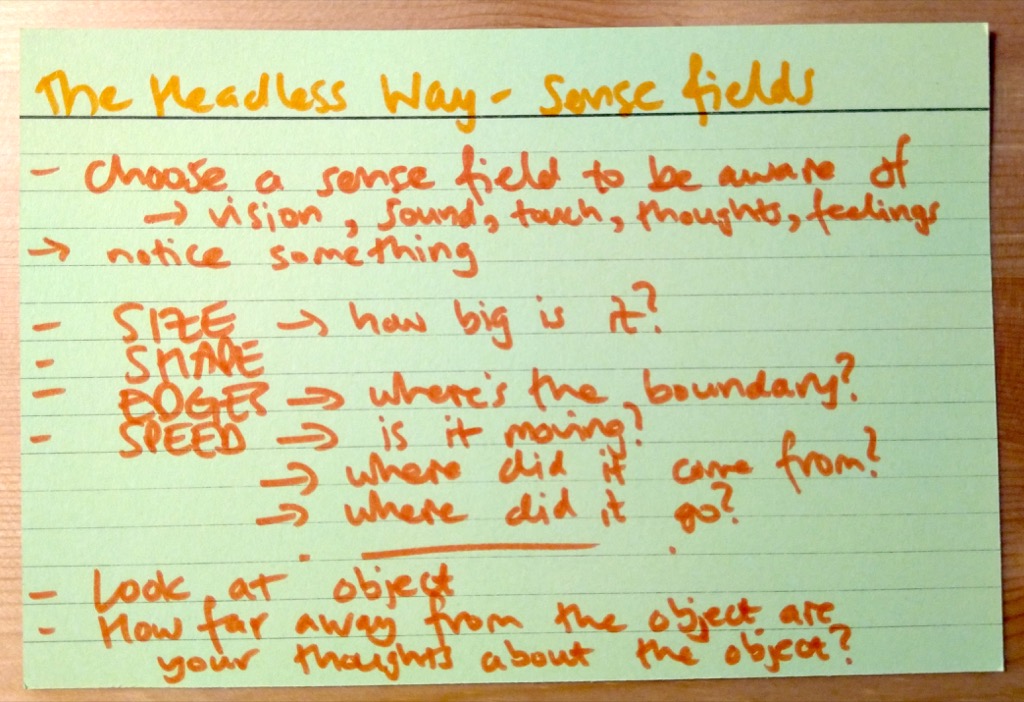 The Headless Way - Sense fields
- Choose a sense field to be aware of
→ vision, sound, touch, thoughts, feelings
→ notice something
- SIZE → how big is it?
- SHAPE
- EDGES → where's the boundary?
- SPEED → is it moving?
→ where did it come from?
→ where did it go?
- Look at object
- How far away from the object are
your thoughts about the object?